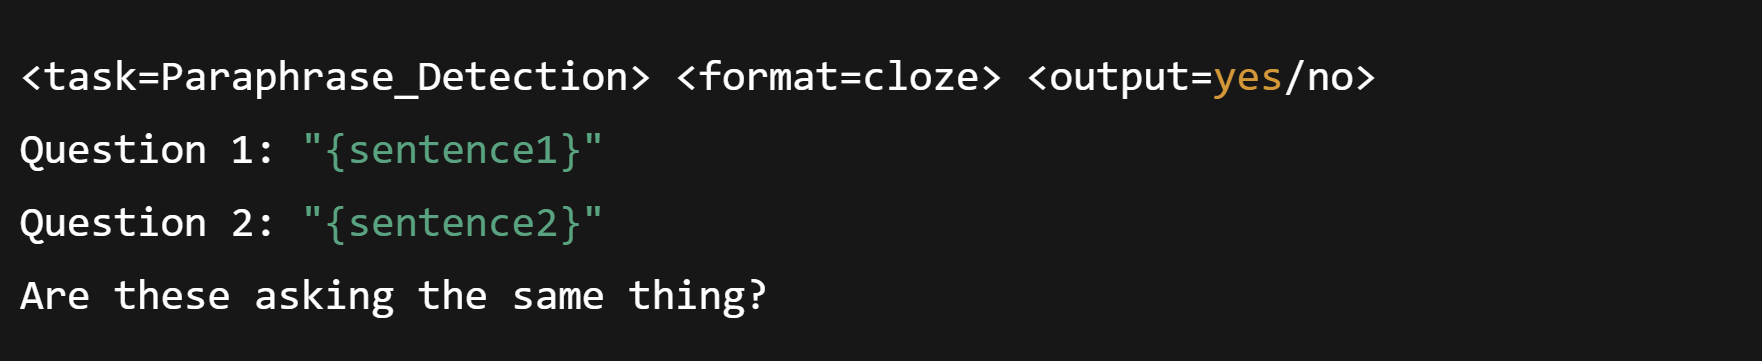 <task=Paraphrase_Detection> <format=cloze> <output=yes/no>
Question 1: "{sentence1}"
Question 2: "{sentence2}"
Are these asking the same thing?